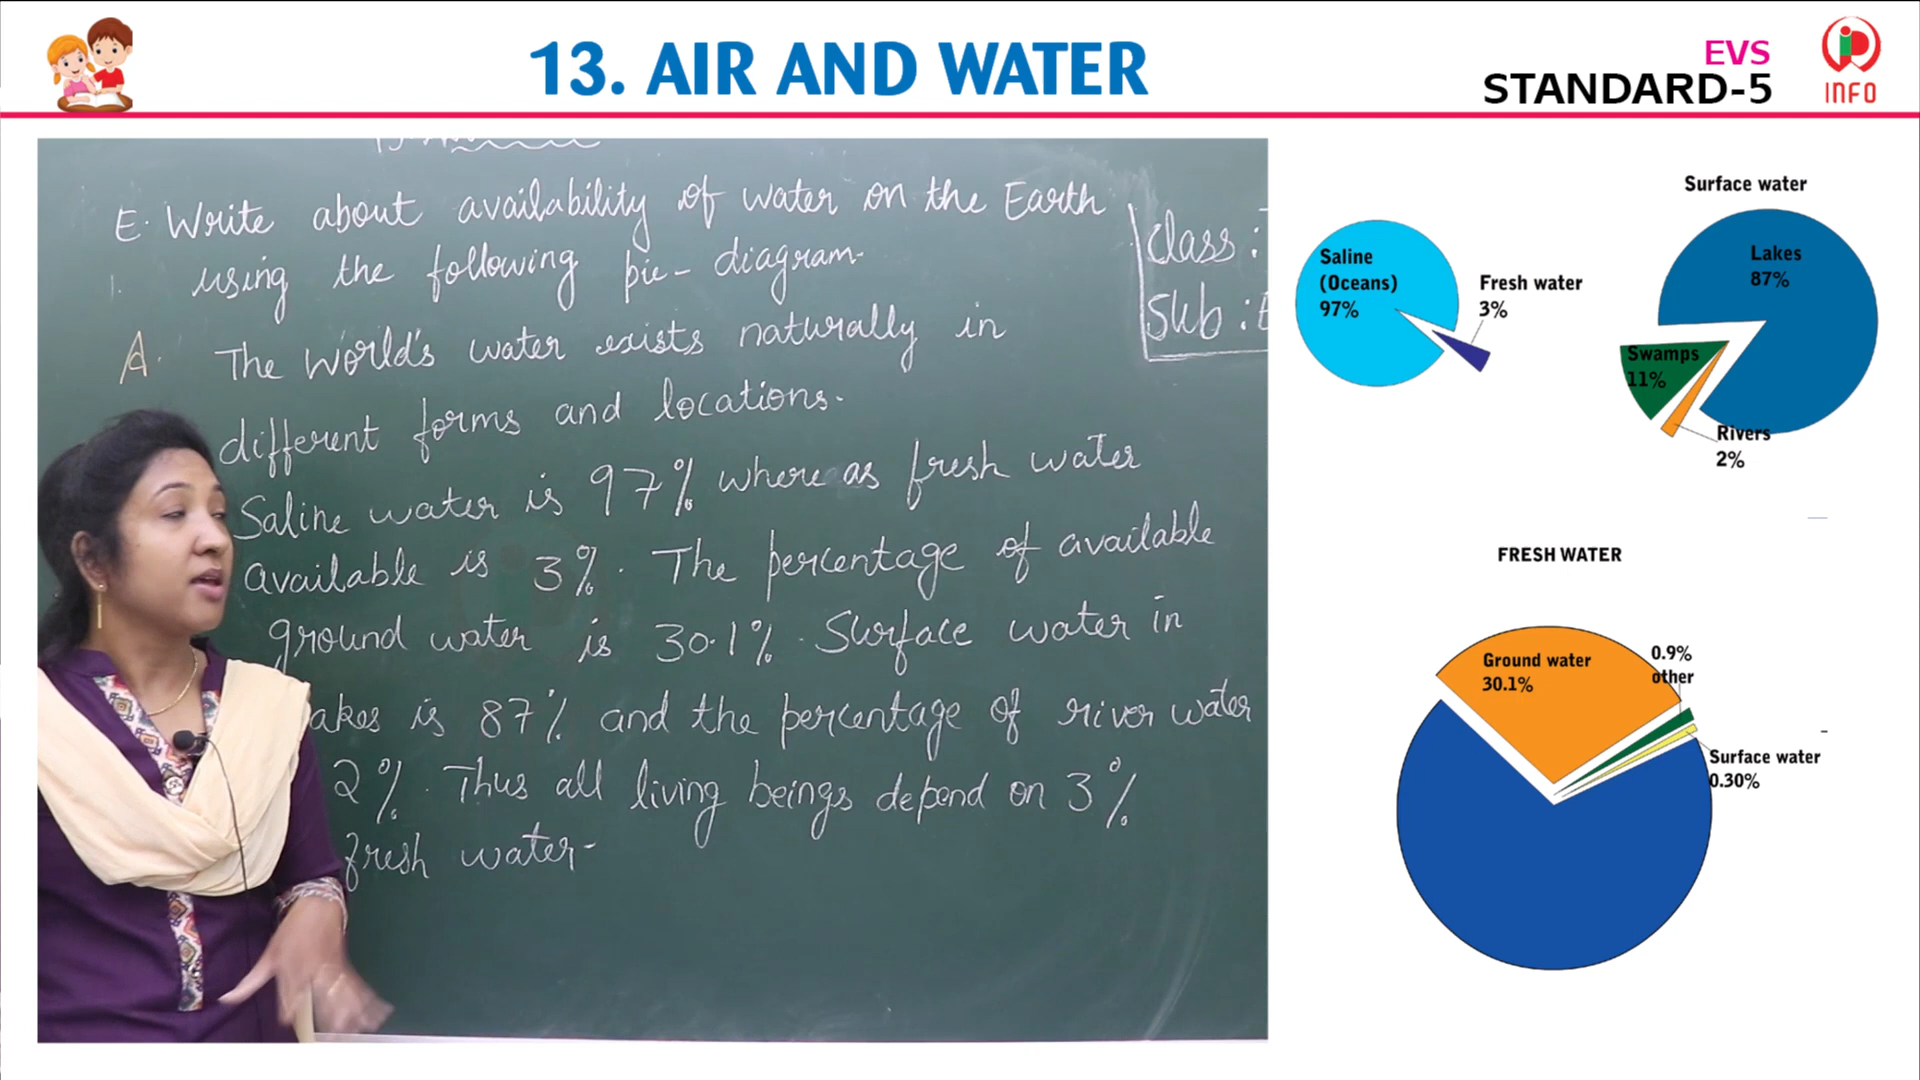 13. AIR AND WATER
EVS
STANDARD-5
INFO
E. Write about availability of water on the Earth
1. using the following pie-diagram.
A. The World's water exists naturally in
different forms and locations.
Saline water is 97% where as fresh water
available is 3%. The percentage of available
ground water is 30.1%. Surface water in
akes is 87% and the percentage of river water
2%. Thus all living beings depend on 3%
fresh water.
Class :
Sub : E
Saline
(Oceans)
97%
Fresh water
3%
Surface water
Lakes
87%
Swamps
11%
Rivers
2%
FRESH WATER
Ground water
30.1%
0.9%
other
Surface water
0.30%